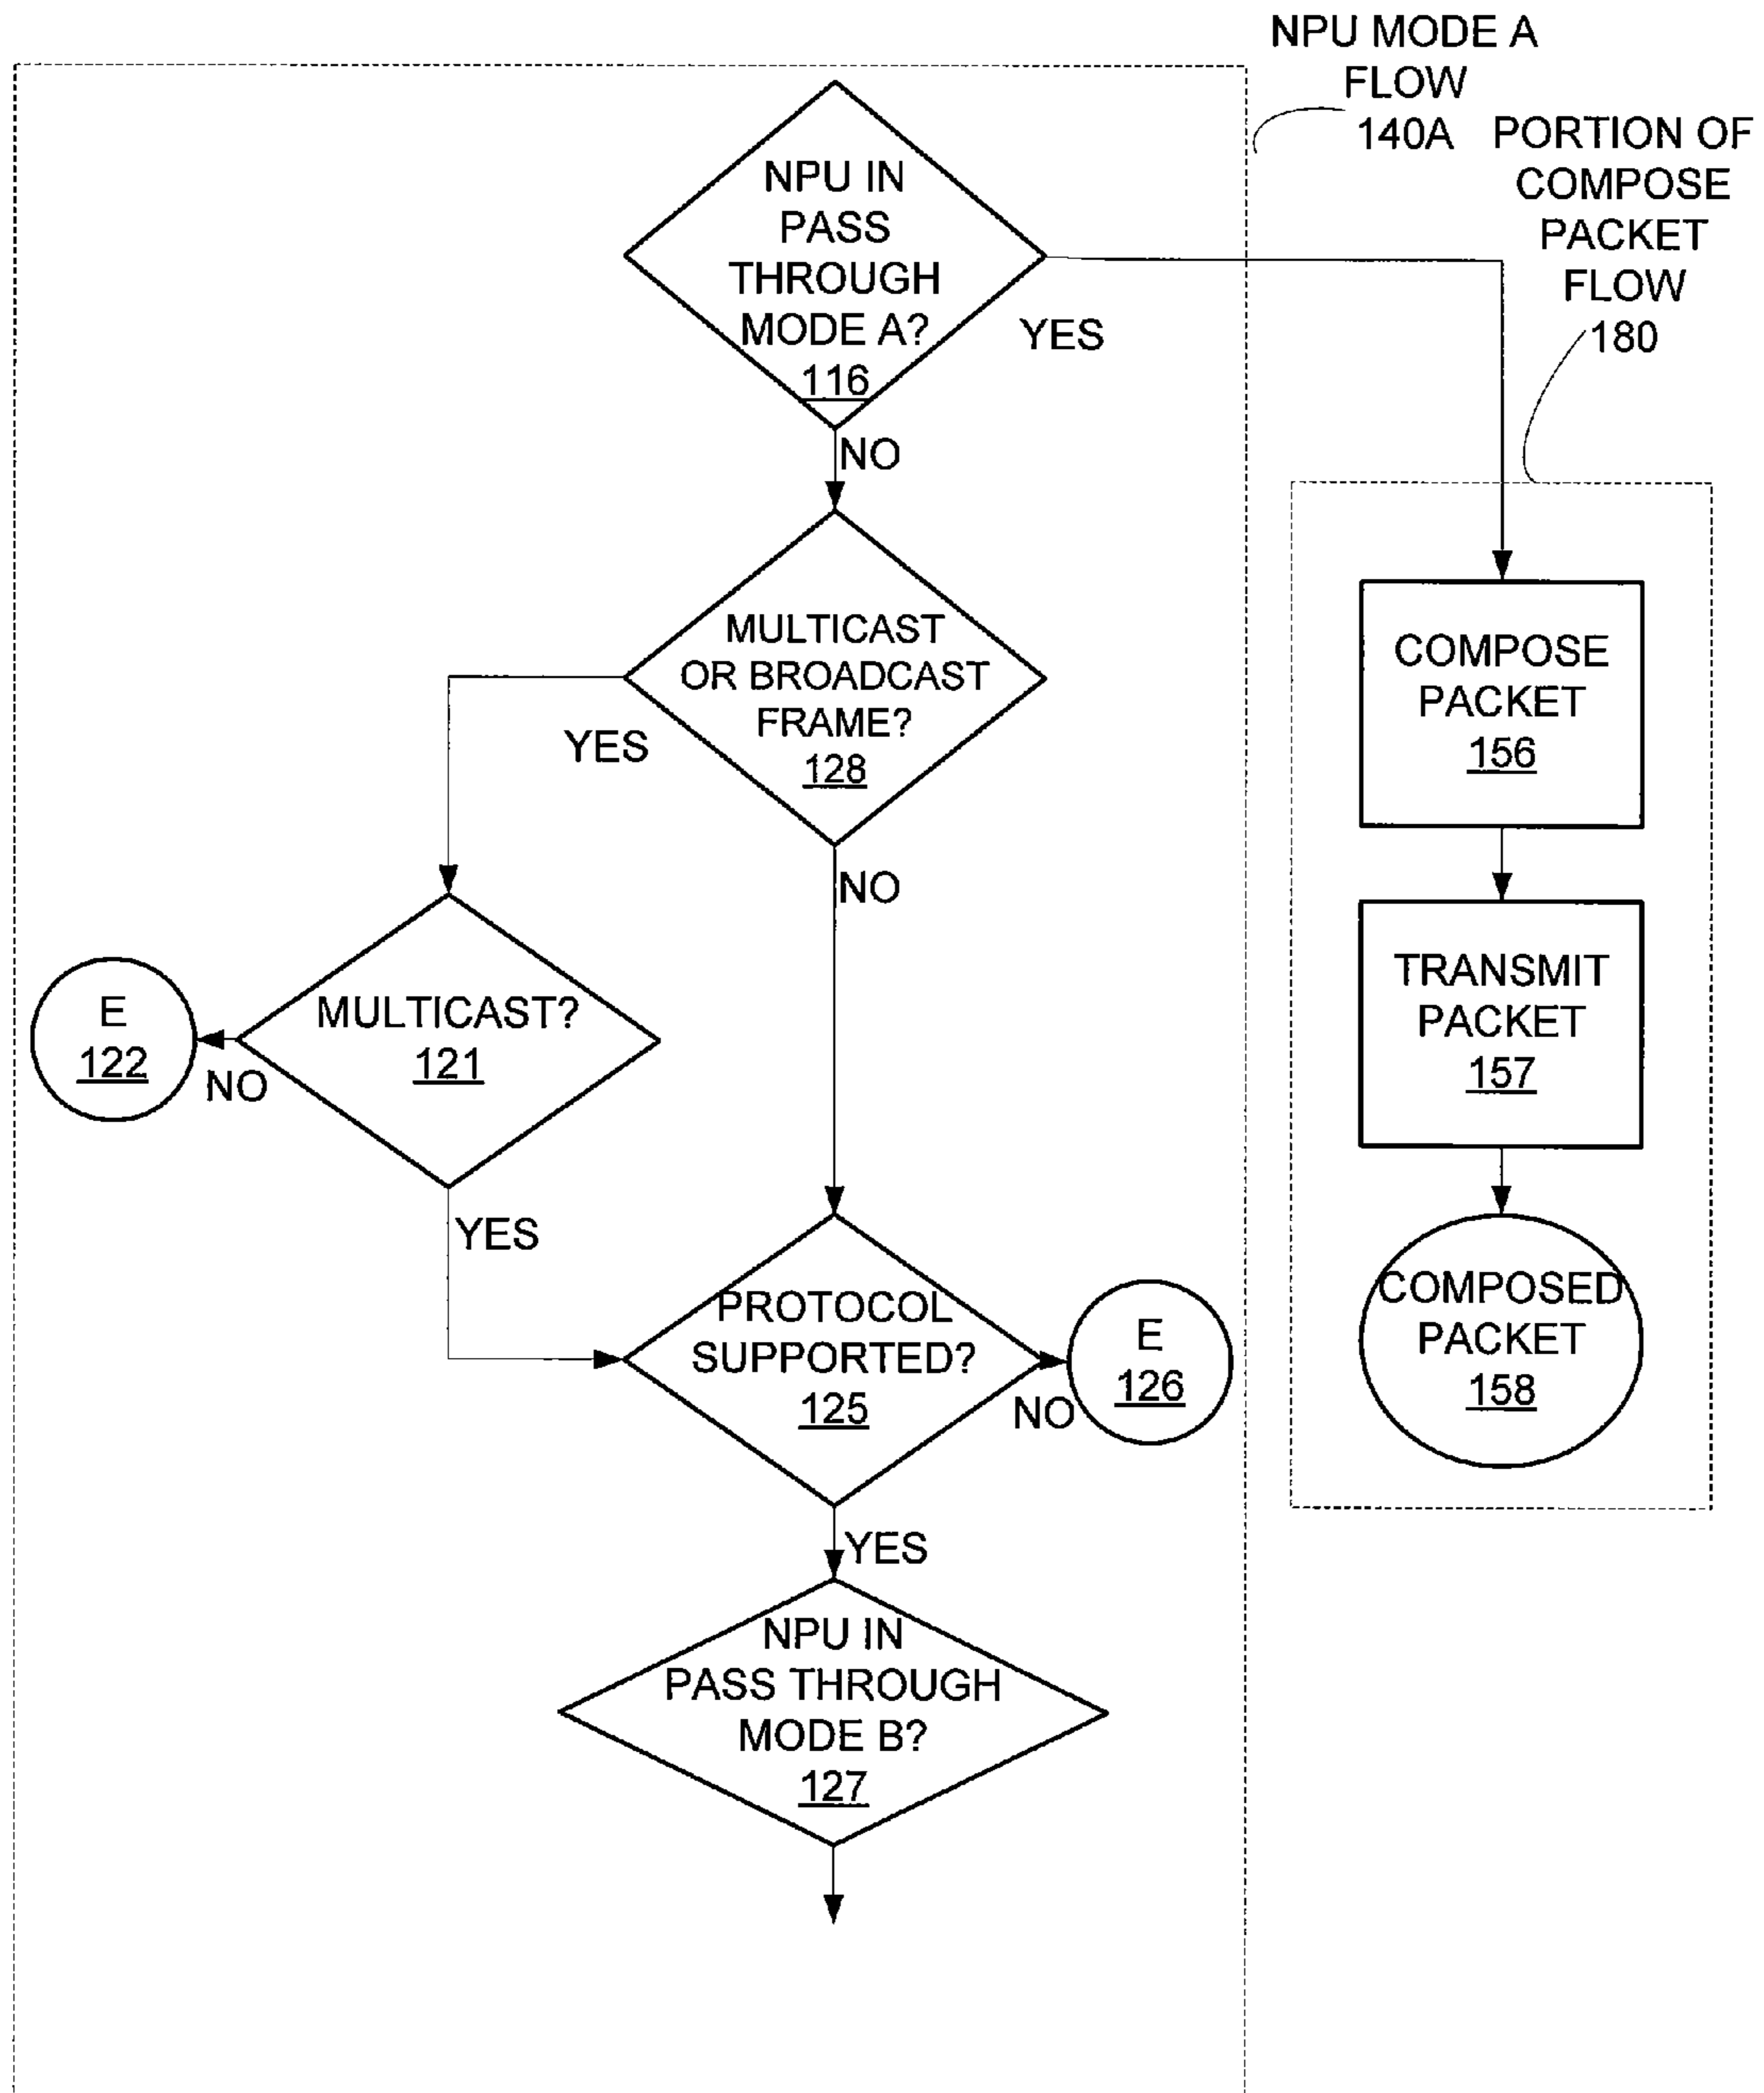 NPU MODE A
FLOW
140A
PORTION OF
COMPOSE
PACKET
FLOW
180
NPU IN
PASS
THROUGH
MODE A?
116
YES
NO
MULTICAST
OR BROADCAST
FRAME?
128
YES
NO
MULTICAST?
121
E
122
NO
YES
PROTOCOL
SUPPORTED?
125
E
126
NO
YES
NPU IN
PASS THROUGH
MODE B?
127
COMPOSE
PACKET
156
TRANSMIT
PACKET
157
COMPOSED
PACKET
158